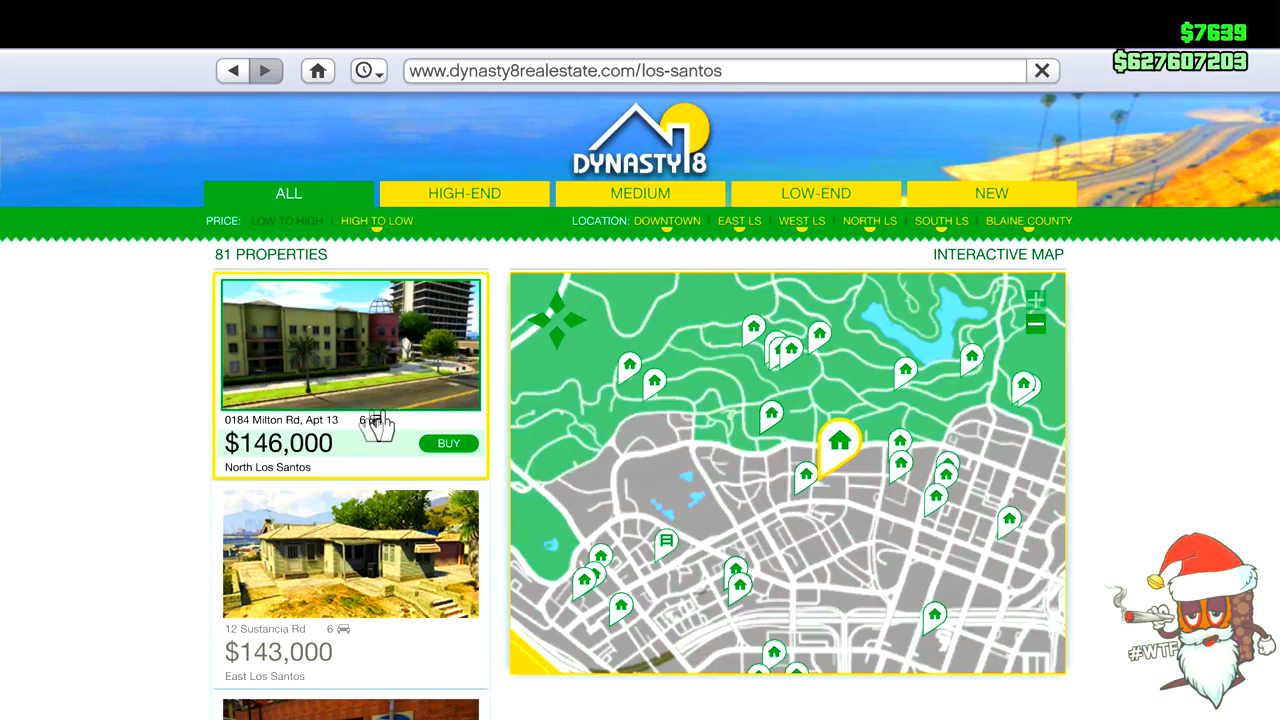 $7639
$627607203
www.dynasty8realestate.com/los-santos
DYNASTY 8
ALL HIGH-END MEDIUM LOW-END NEW
PRICE: LOW TO HIGH | HIGH TO LOW LOCATION: DOWNTOWN | EAST LS | WEST LS | NORTH LS | SOUTH LS | BLAINE COUNTY
81 PROPERTIES INTERACTIVE MAP
0184 Milton Rd, Apt 13 6
$146,000 BUY
North Los Santos
12 Sustancia Rd 6
$143,000
East Los Santos
#WTF